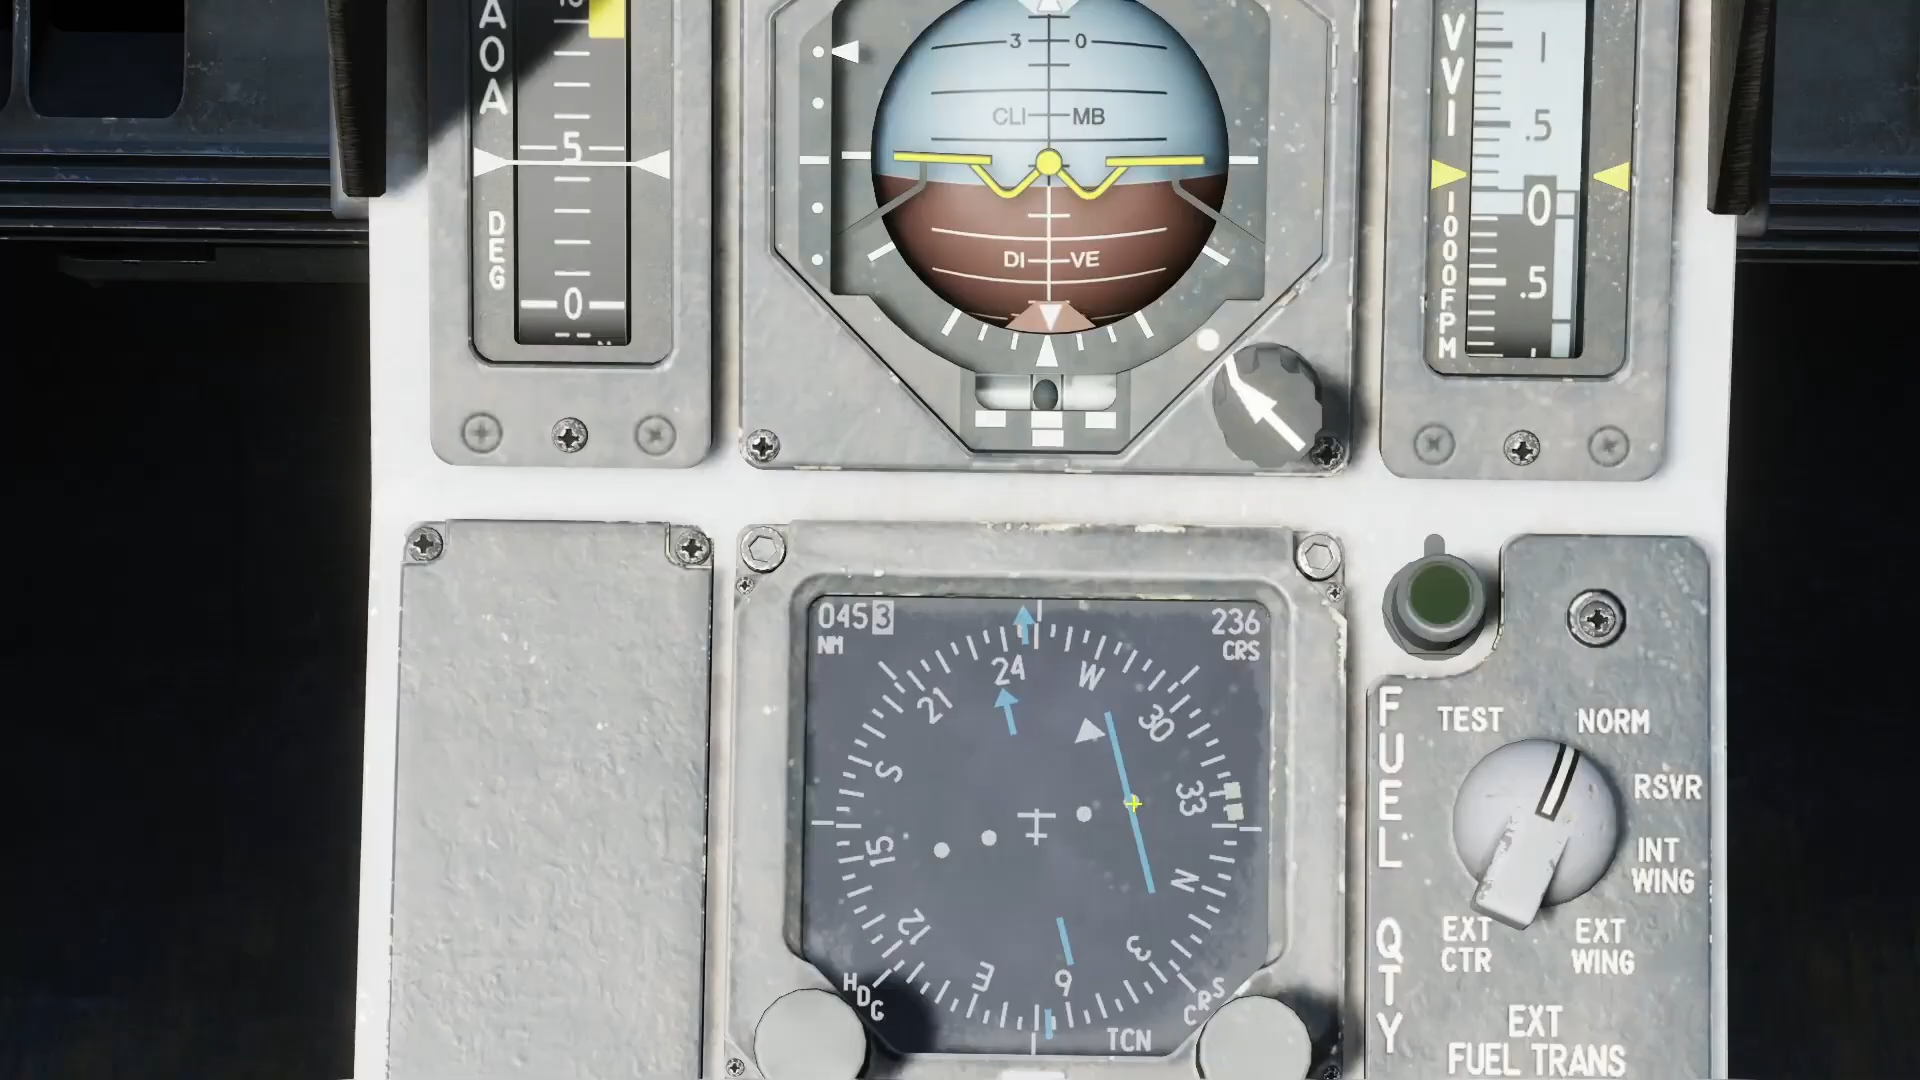 AOA
DEG
10
5
0
3 0
CLI MB
DI VE
VVI
1000FPM
1
.5
0
.5
0453
NM
236
CRS
24
W
30
33
N
3
6
E
12
15
S
21
HDG
CRS
TCN
FUEL QTY
TEST
NORM
RSVR
INT
WING
EXT
WING
EXT
CTR
EXT
FUEL TRANS